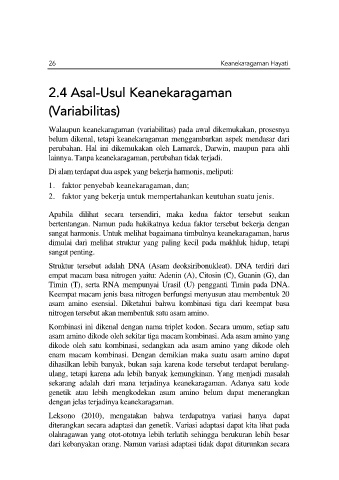 26 Keanekaragaman Hayati
2.4 Asal-Usul Keanekaragaman
(Variabilitas)
Walaupun keanekaragaman (variabilitas) pada awal dikemukakan, prosesnya
belum dikenal, tetapi keanekaragaman menggambarkan aspek mendasar dari
perubahan. Hal ini dikemukakan oleh Lamarck, Darwin, maupun para ahli
lainnya. Tanpa keanekaragaman, perubahan tidak terjadi.
Di alam terdapat dua aspek yang bekerja harmonis, meliputi:
1. faktor penyebab keanekaragaman, dan;
2. faktor yang bekerja untuk mempertahankan keutuhan suatu jenis.
Apabila dilihat secara tersendiri, maka kedua faktor tersebut seakan
bertentangan. Namun pada hakikatnya kedua faktor tersebut bekerja dengan
sangat harmonis. Untuk melihat bagaimana timbulnya keanekaragaman, harus
dimulai dari melihat struktur yang paling kecil pada makhluk hidup, tetapi
sangat penting.
Struktur tersebut adalah DNA (Asam deoksiribonukleat). DNA terdiri dari
empat macam basa nitrogen yaitu: Adenin (A), Citosin (C), Guanin (G), dan
Timin (T), serta RNA mempunyai Urasil (U) pengganti Timin pada DNA.
Keempat macam jenis basa nitrogen berfungsi menyusun atau membentuk 20
asam amino esensial. Diketahui bahwa kombinasi tiga dari keempat basa
nitrogen tersebut akan membentuk satu asam amino.
Kombinasi ini dikenal dengan nama triplet kodon. Secara umum, setiap satu
asam amino dikode oleh sekitar tiga macam kombinasi. Ada asam amino yang
dikode oleh satu kombinasi, sedangkan ada asam amino yang dikode oleh
enam macam kombinasi. Dengan demikian maka suatu asam amino dapat
dihasilkan lebih banyak, bukan saja karena kode tersebut terdapat berulang-
ulang, tetapi karena ada lebih banyak kemungkinan. Yang menjadi masalah
sekarang adalah dari mana terjadinya keanekaragaman. Adanya satu kode
genetik atau lebih mengkodekan asam amino belum dapat menerangkan
dengan jelas terjadinya keanekaragaman.
Leksono (2010), mengatakan bahwa terdapatnya variasi hanya dapat
diterangkan secara adaptasi dan genetik. Variasi adaptasi dapat kita lihat pada
olahragawan yang otot-ototnya lebih terlatih sehingga berukuran lebih besar
dari kebanyakan orang. Namun variasi adaptasi tidak dapat diturunkan secara